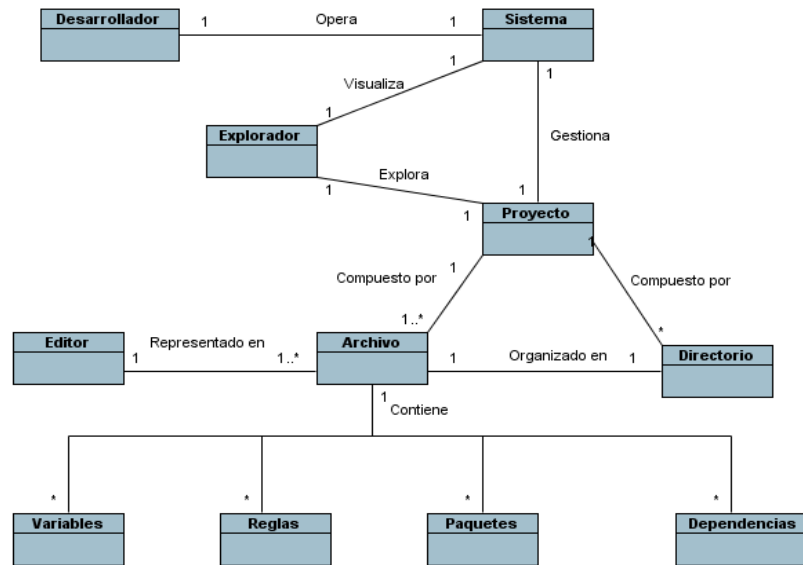 Desarrollador
1
Opera
1
Sistema
Visualiza
1
1
1
Explorador
Gestiona
Explora
1
1
1
Proyecto
1
Compuesto por
1
Compuesto por
1..*
*
Editor
Representado en
Archivo
Organizado en
Directorio
1
1..*
1
1
1
Contiene
*
*
*
*
Variables
Reglas
Paquetes
Dependencias